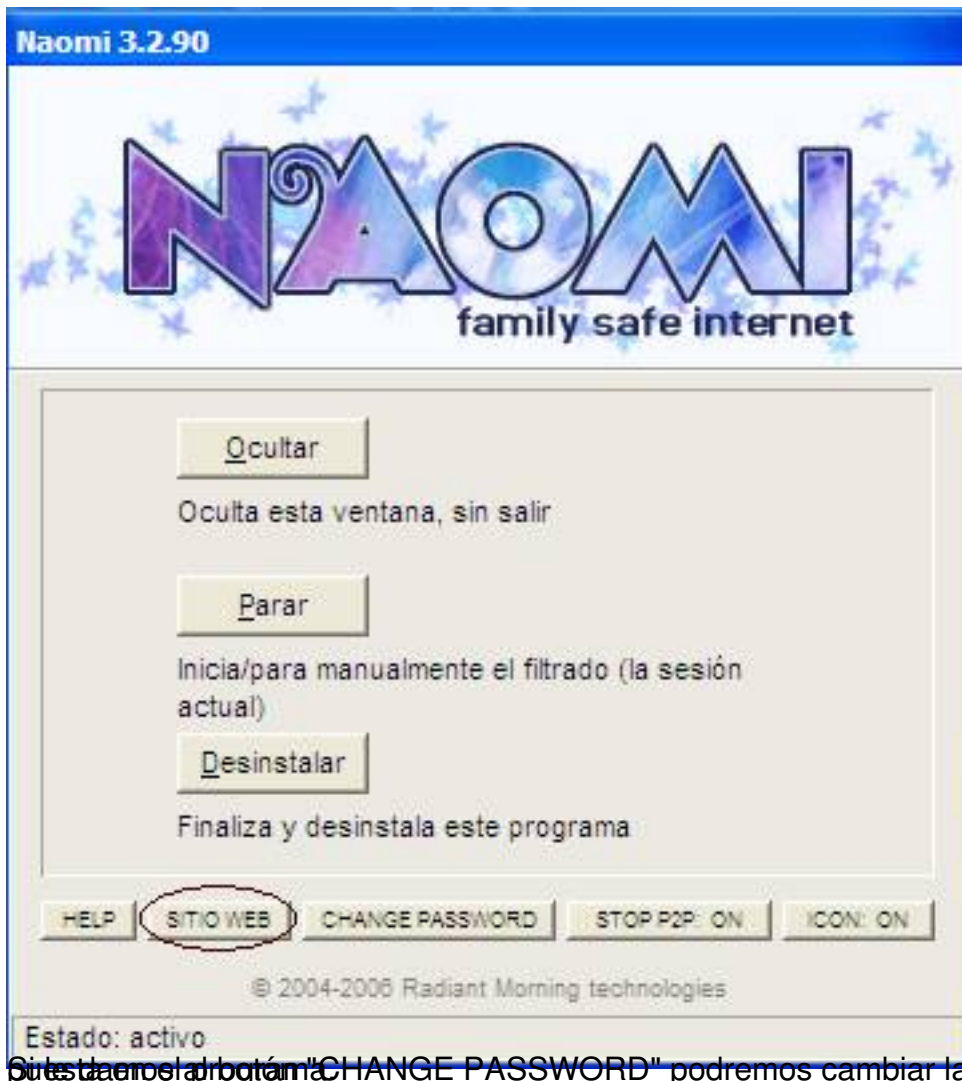 Naomi 3.2.90
NAOMI
family safe internet
Ocultar
Oculta esta ventana, sin salir
Parar
Inicia/para manualmente el filtrado (la sesión
actual)
Desinstalar
Finaliza y desinstala este programa
HELP SITIO WEB CHANGE PASSWORD STOP P2P: ON ICON: ON
© 2004-2006 Radiant Morning technologies
Estado: activo
"CHANGE PASSWORD" podremos cambiar la